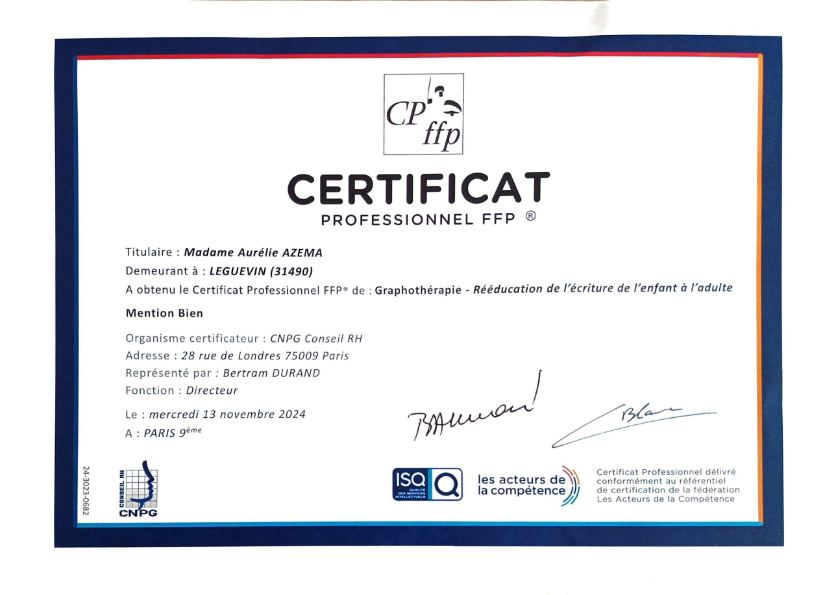 CP ffp
CERTIFICAT
PROFESSIONNEL FFP ®
Titulaire : Madame Aurélie AZEMA
Demeurant à : LEGUEVIN (31490)
A obtenu le Certificat Professionnel FFP® de : Graphothérapie - Rééducation de l'écriture de l'enfant à l'adulte
Mention Bien
Organisme certificateur : CNPG Conseil RH
Adresse : 28 rue de Londres 75009 Paris
Représenté par : Bertram DURAND
Fonction : Directeur
Le : mercredi 13 novembre 2024
A : PARIS 9ème
24-3023-0682
CONSEIL RH
CNPG
ISQ
QUALITÉ
DES SERVICES
INTELLECTUELS
les acteurs de
la compétence
Certificat Professionnel délivré
conformément au référentiel
de certification de la fédération
Les Acteurs de la Compétence